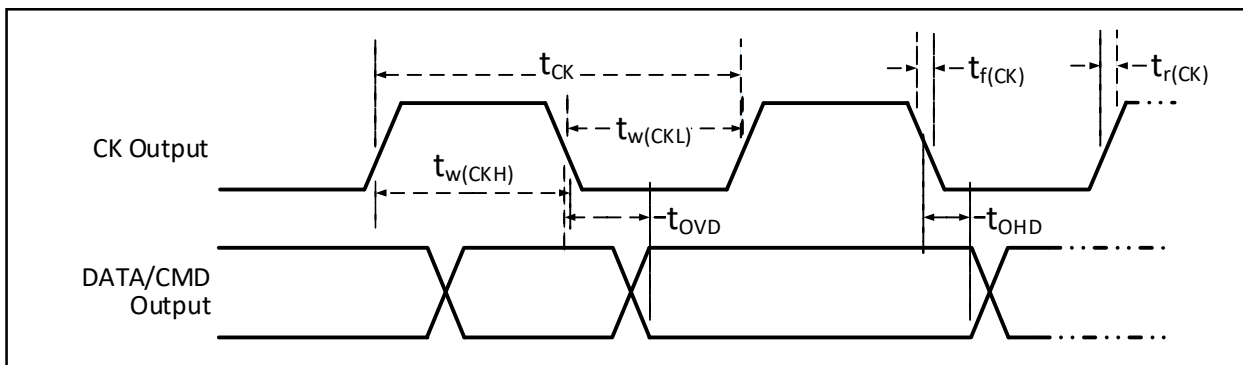 tCK
tf(CK)
tr(CK)
CK Output
tw(CKL)
tw(CKH)
tOVD
tOHD
DATA/CMD
Output